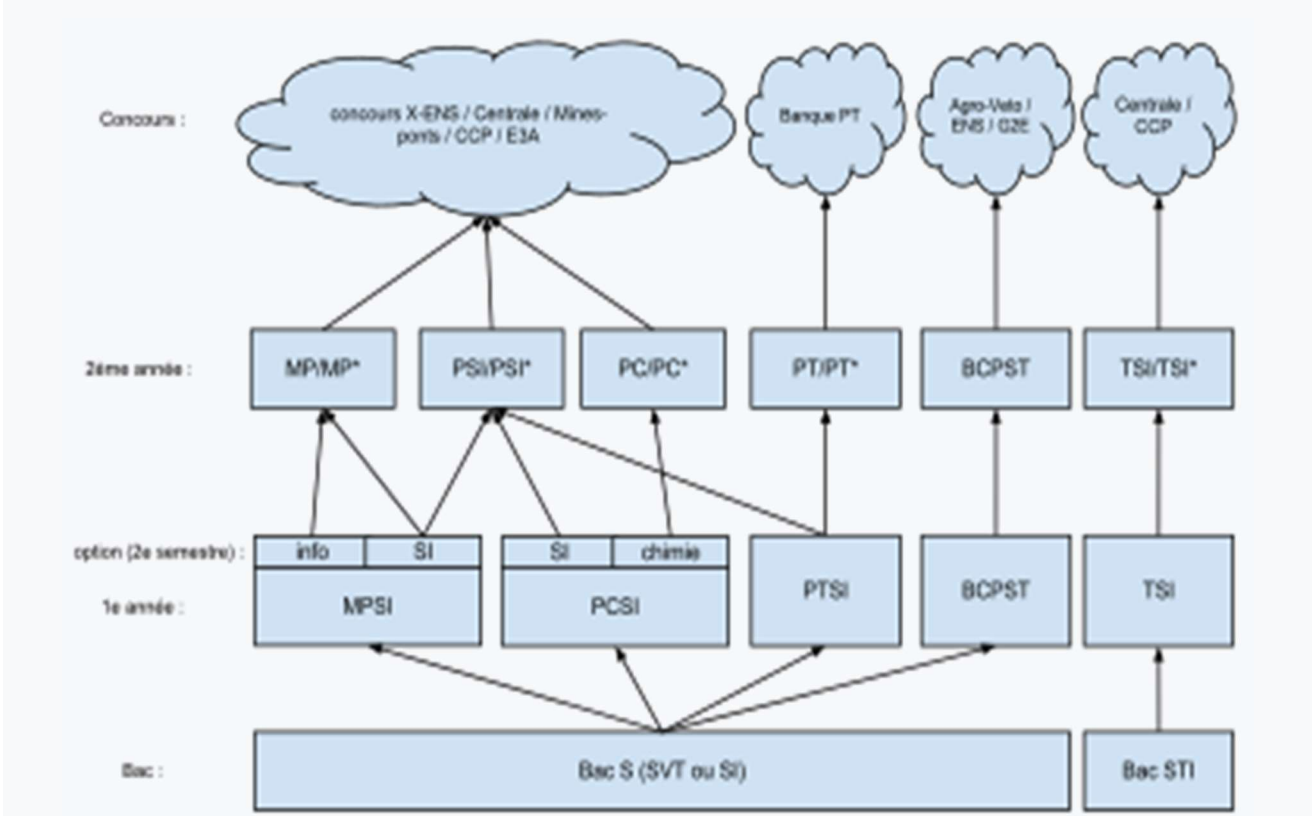 Concours :
concours X-ENS / Centrale / Mines-
ponts / CCP / E3A
Banque PT
Agro-Veto /
ENS / G2E
Centrale /
CCP
2ème année :
MP/MP*
PSI/PSI*
PC/PC*
PT/PT*
BCPST
TSI/TSI*
option (2e semestre) :
info
SI
SI
chimie
1e année :
MPSI
PCSI
PTSI
BCPST
TSI
Bac :
Bac S (SVT ou SI)
Bac STI